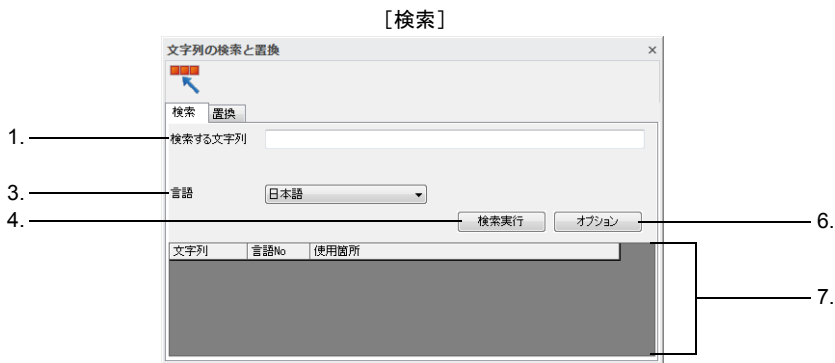 [検索]
文字列の検索と置換 ×
検索 置換
1. 検索する文字列
3. 言語 日本語
4. 検索実行 オプション 6.
文字列 言語No 使用箇所
7.